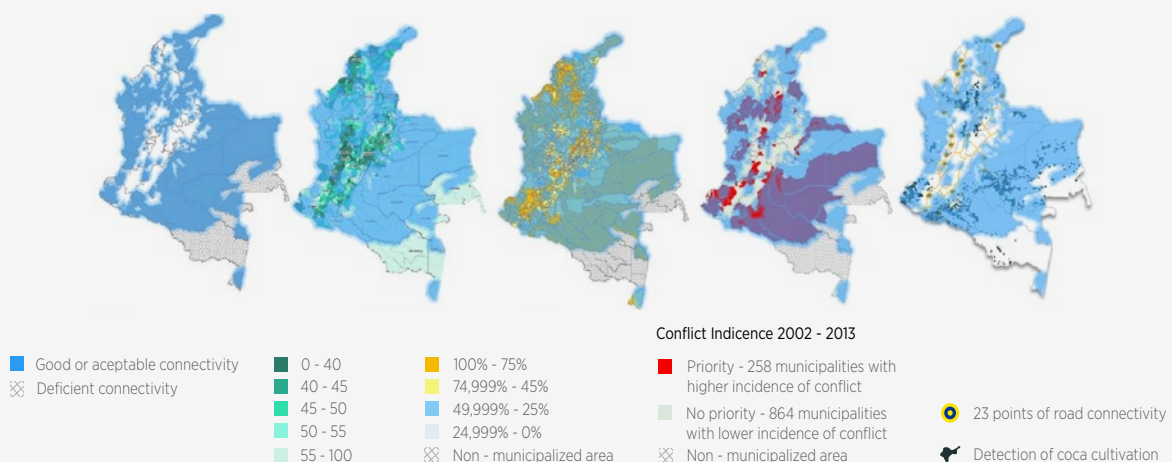 Conflict Indicence 2002 - 2013
Good or aceptable connectivity
Deficient connectivity
0 - 40
40 - 45
45 - 50
50 - 55
55 - 100
100% - 75%
74,999% - 45%
49,999% - 25%
24,999% - 0%
Non - municipalized area
Priority - 258 municipalities with
higher incidence of conflict
No priority - 864 municipalities
with lower incidence of conflict
Non - municipalized area
23 points of road connectivity
Detection of coca cultivation